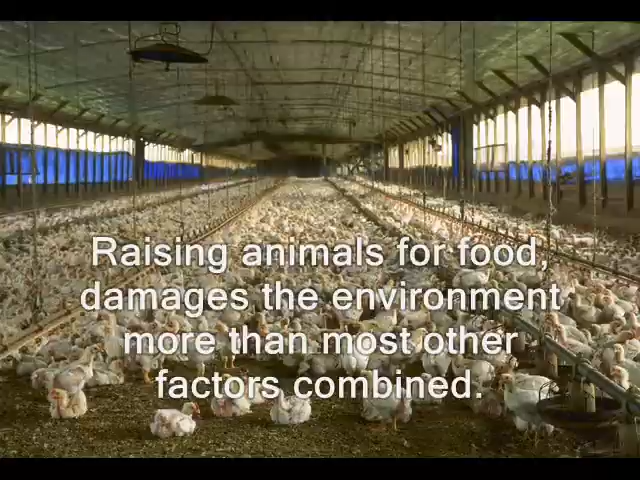 Raising animals for food
damages the environment
more than most other
factors combined.